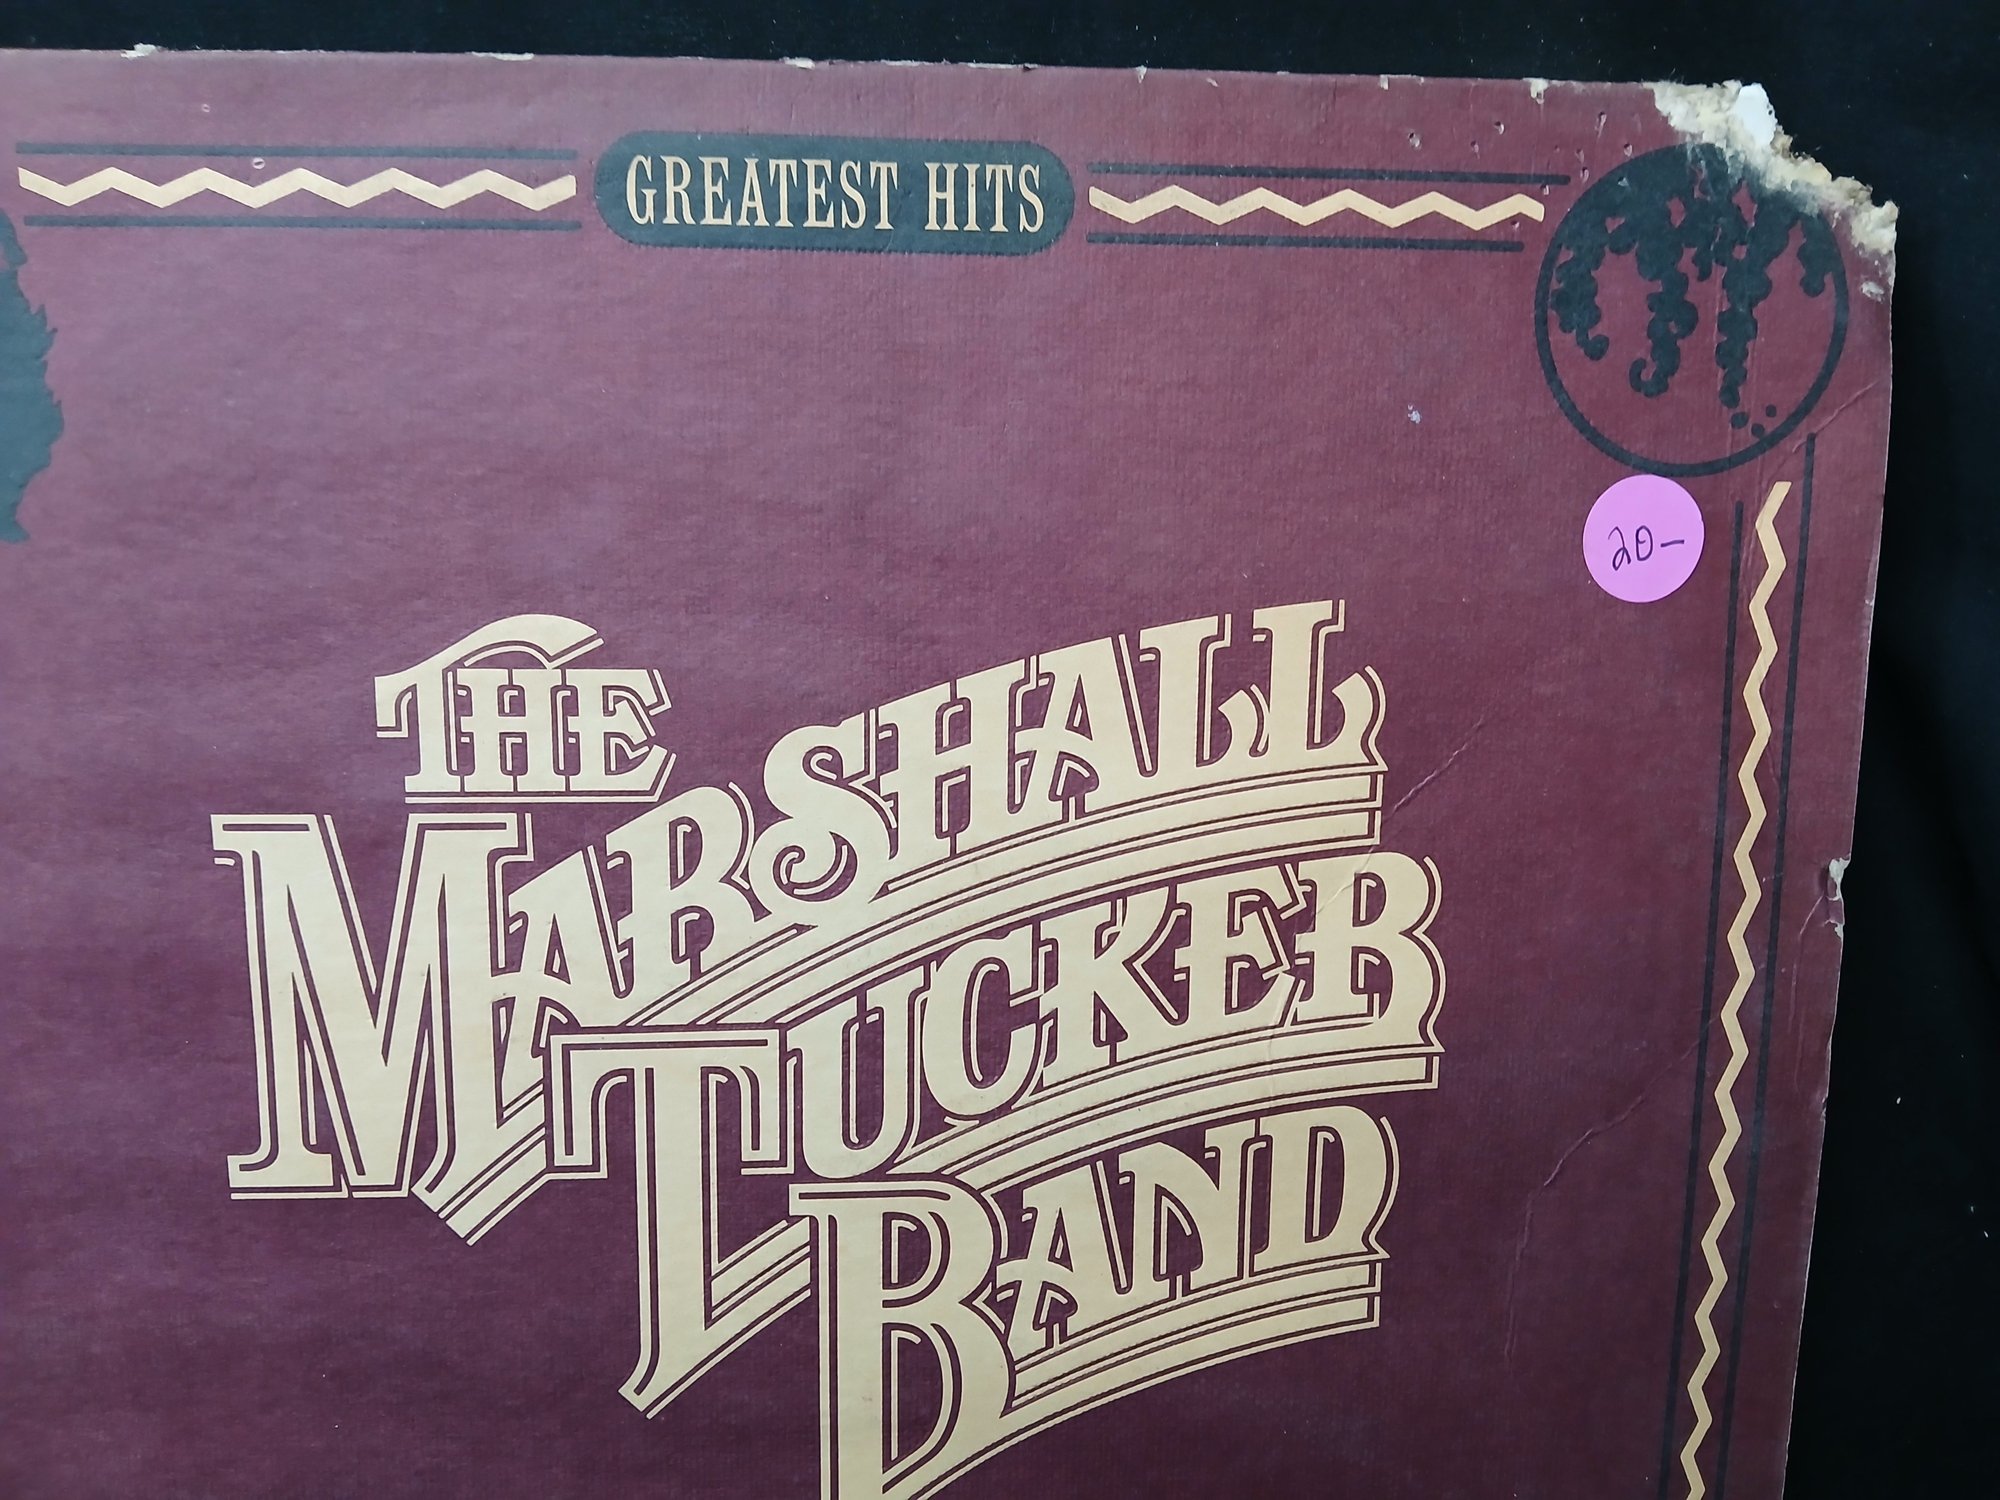 GREATEST HITS
20-
THE
MARSHALL
TUCKER
BAND